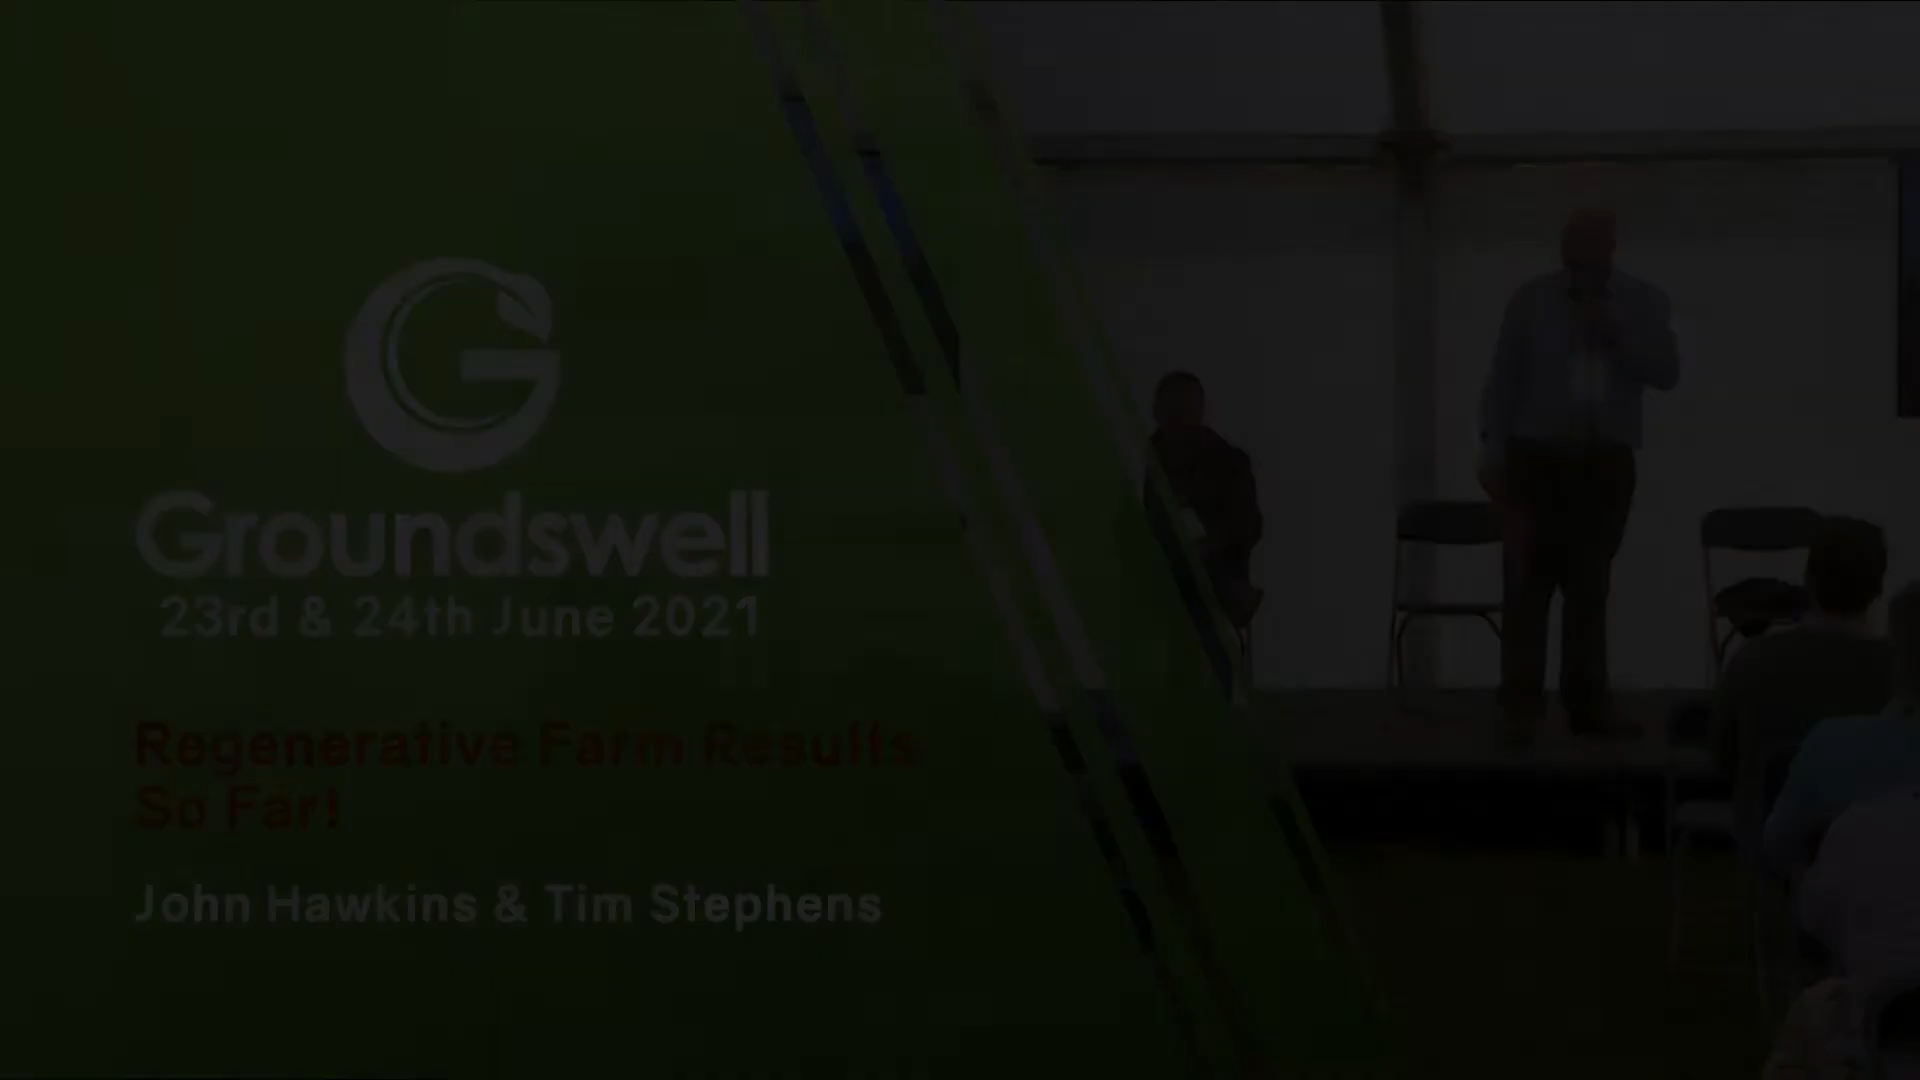 Groundswell
23rd & 24th June 2021
Regenerative Farm Results
So Far!
John Hawkins & Tim Stephens